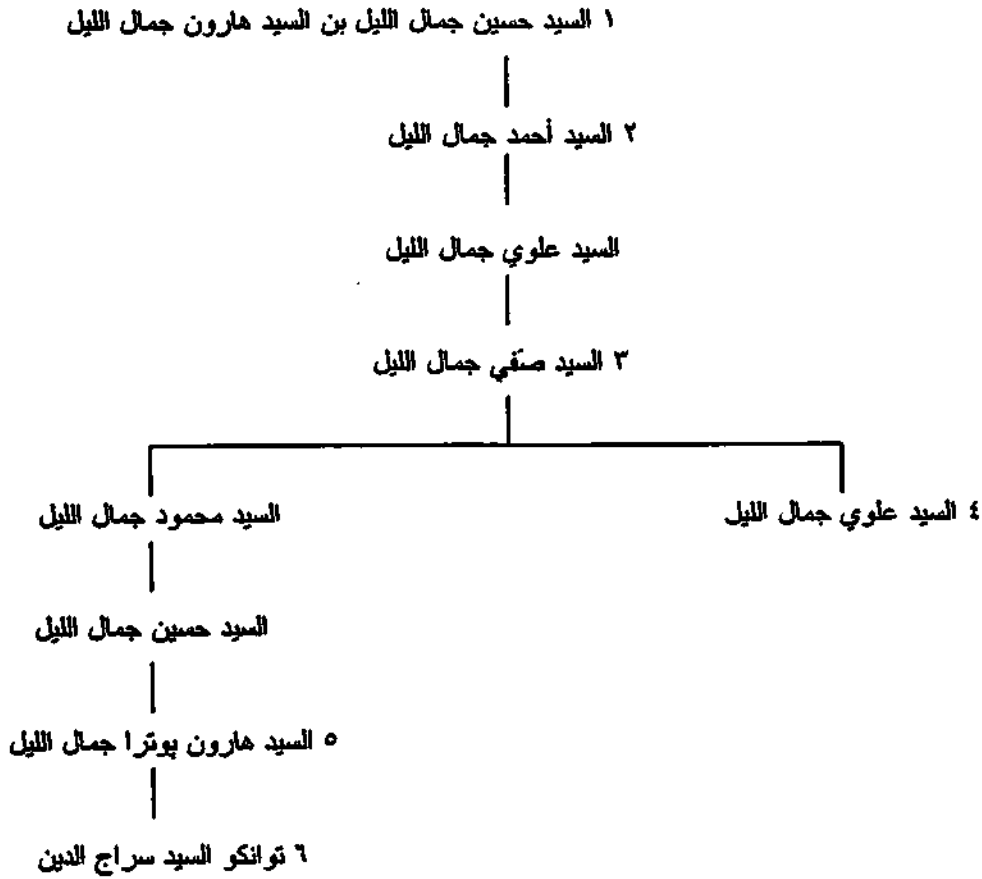 ١ السيد حسين جمال الليل بن السيد هارون جمال الليل
٢ السيد أحمد جمال الليل
السيد علوي جمال الليل
٣ السيد صفي جمال الليل
٤ السيد علوي جمال الليل
السيد محمود جمال الليل
السيد حسين جمال الليل
٥ السيد هارون پوترا جمال الليل
٦ توانكو السيد سراج الدين